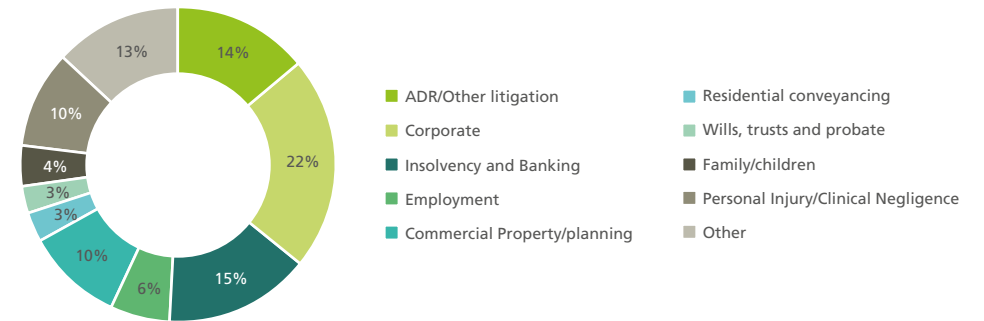 13%
14%
10%
22%
4%
3%
3%
10%
6%
15%
ADR/Other litigation
Corporate
Insolvency and Banking
Employment
Commercial Property/planning
Residential conveyancing
Wills, trusts and probate
Family/children
Personal Injury/Clinical Negligence
Other